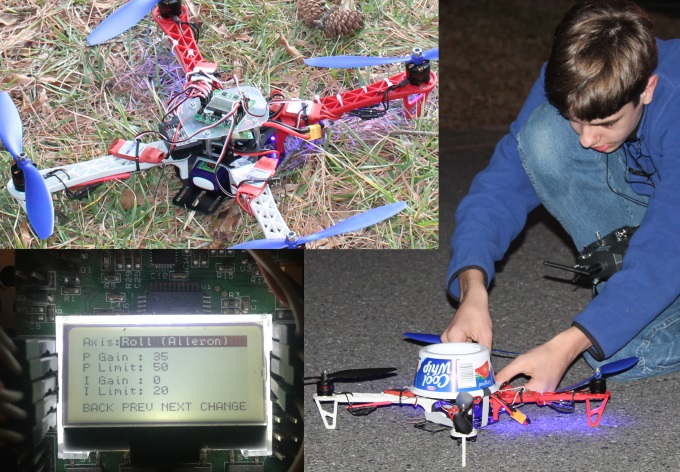 Axis:Roll (Aileron)
P Gain : 35
P Limit: 50
I Gain : 0
I Limit: 20
BACK PREV NEXT CHANGE
Cool
Whip